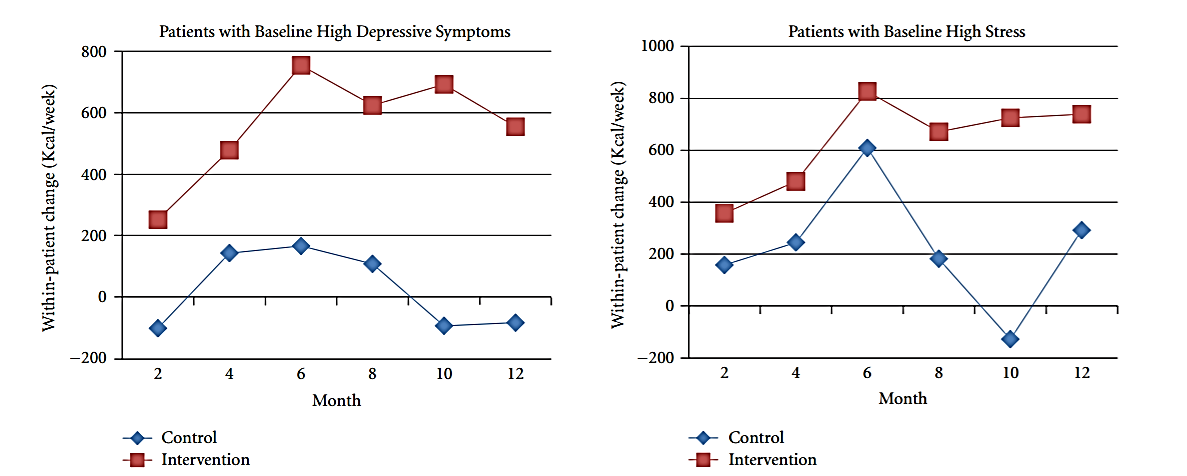 Patients with Baseline High Depressive Symptoms
800
600
400
200
0
−200
Within-patient change (Kcal/week)
2 4 6 8 10 12
Month
Control
Intervention
Patients with Baseline High Stress
1000
800
600
400
200
0
−200
Within-patient change (Kcal/week)
2 4 6 8 10 12
Month
Control
Intervention